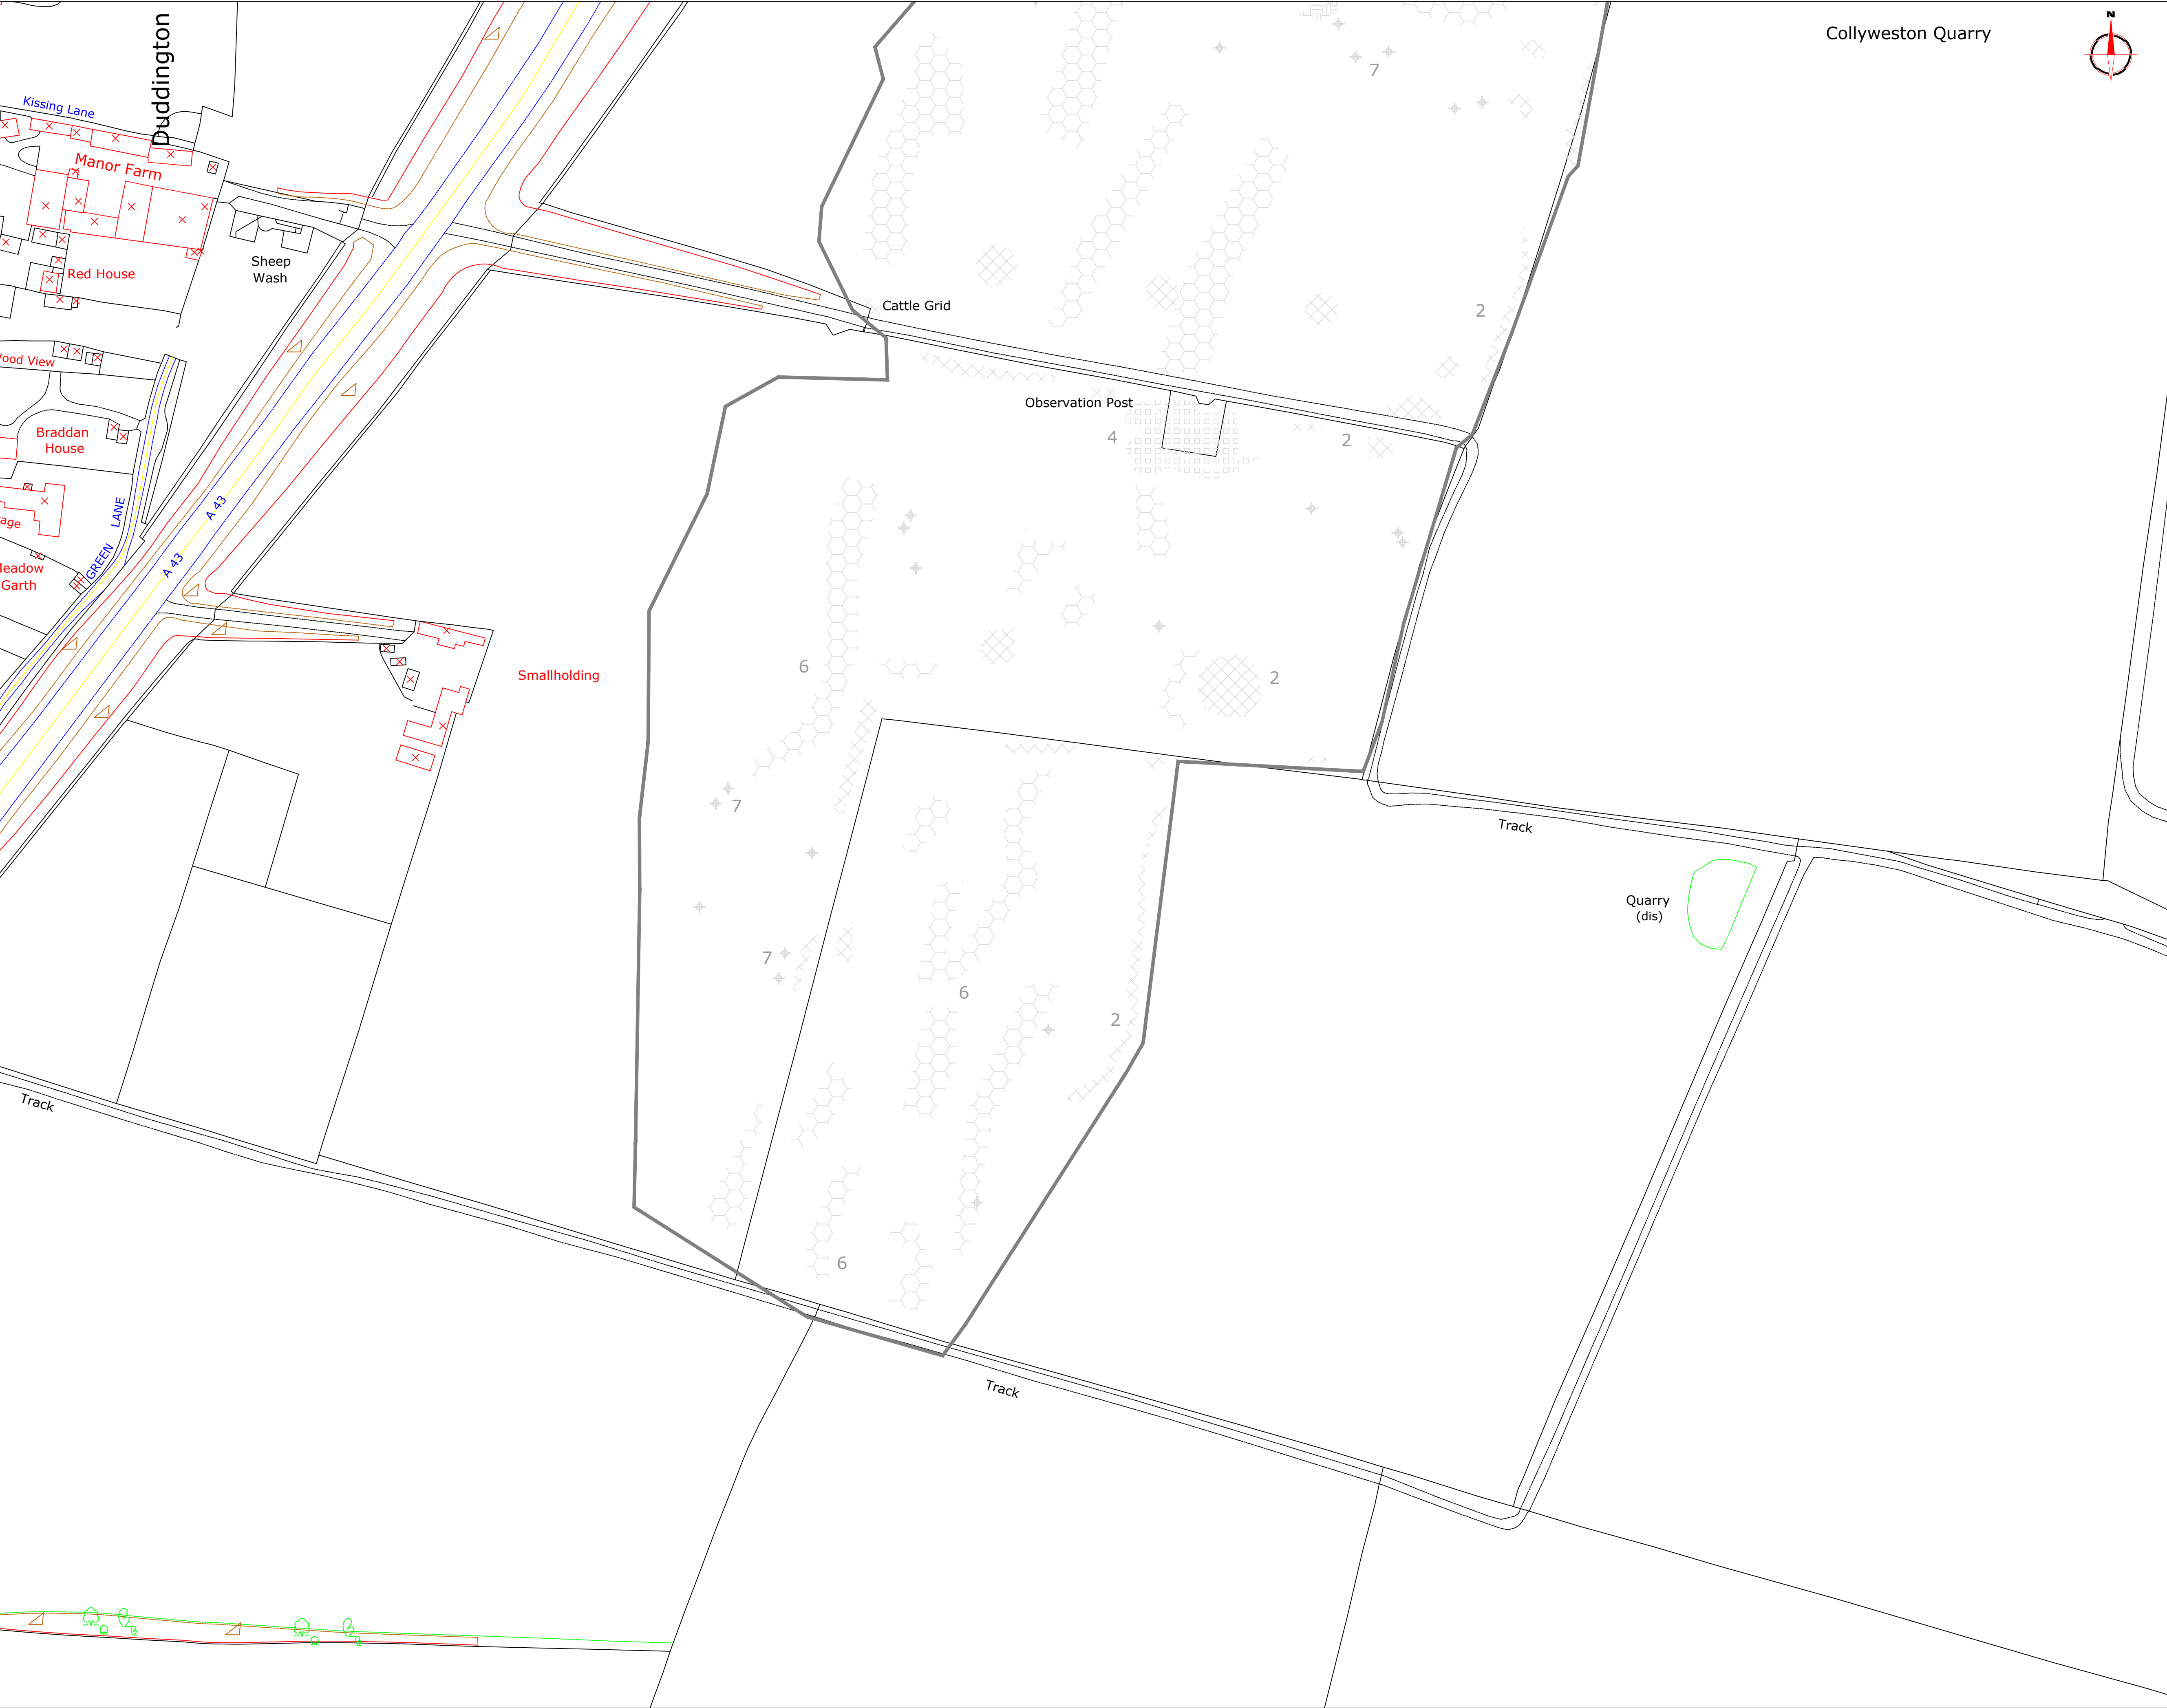 Collyweston Quarry
N
Duddington
Kissing Lane
Manor Farm
7
Sheep
Wash
Red House
Cattle Grid
2
ood View
Observation Post
4
2
Braddan
House
LANE
A 43
age
GREEN
A 43
eadow
Garth
6
Smallholding
2
7
Track
Quarry
(dis)
7
6
2
Track
6
Track